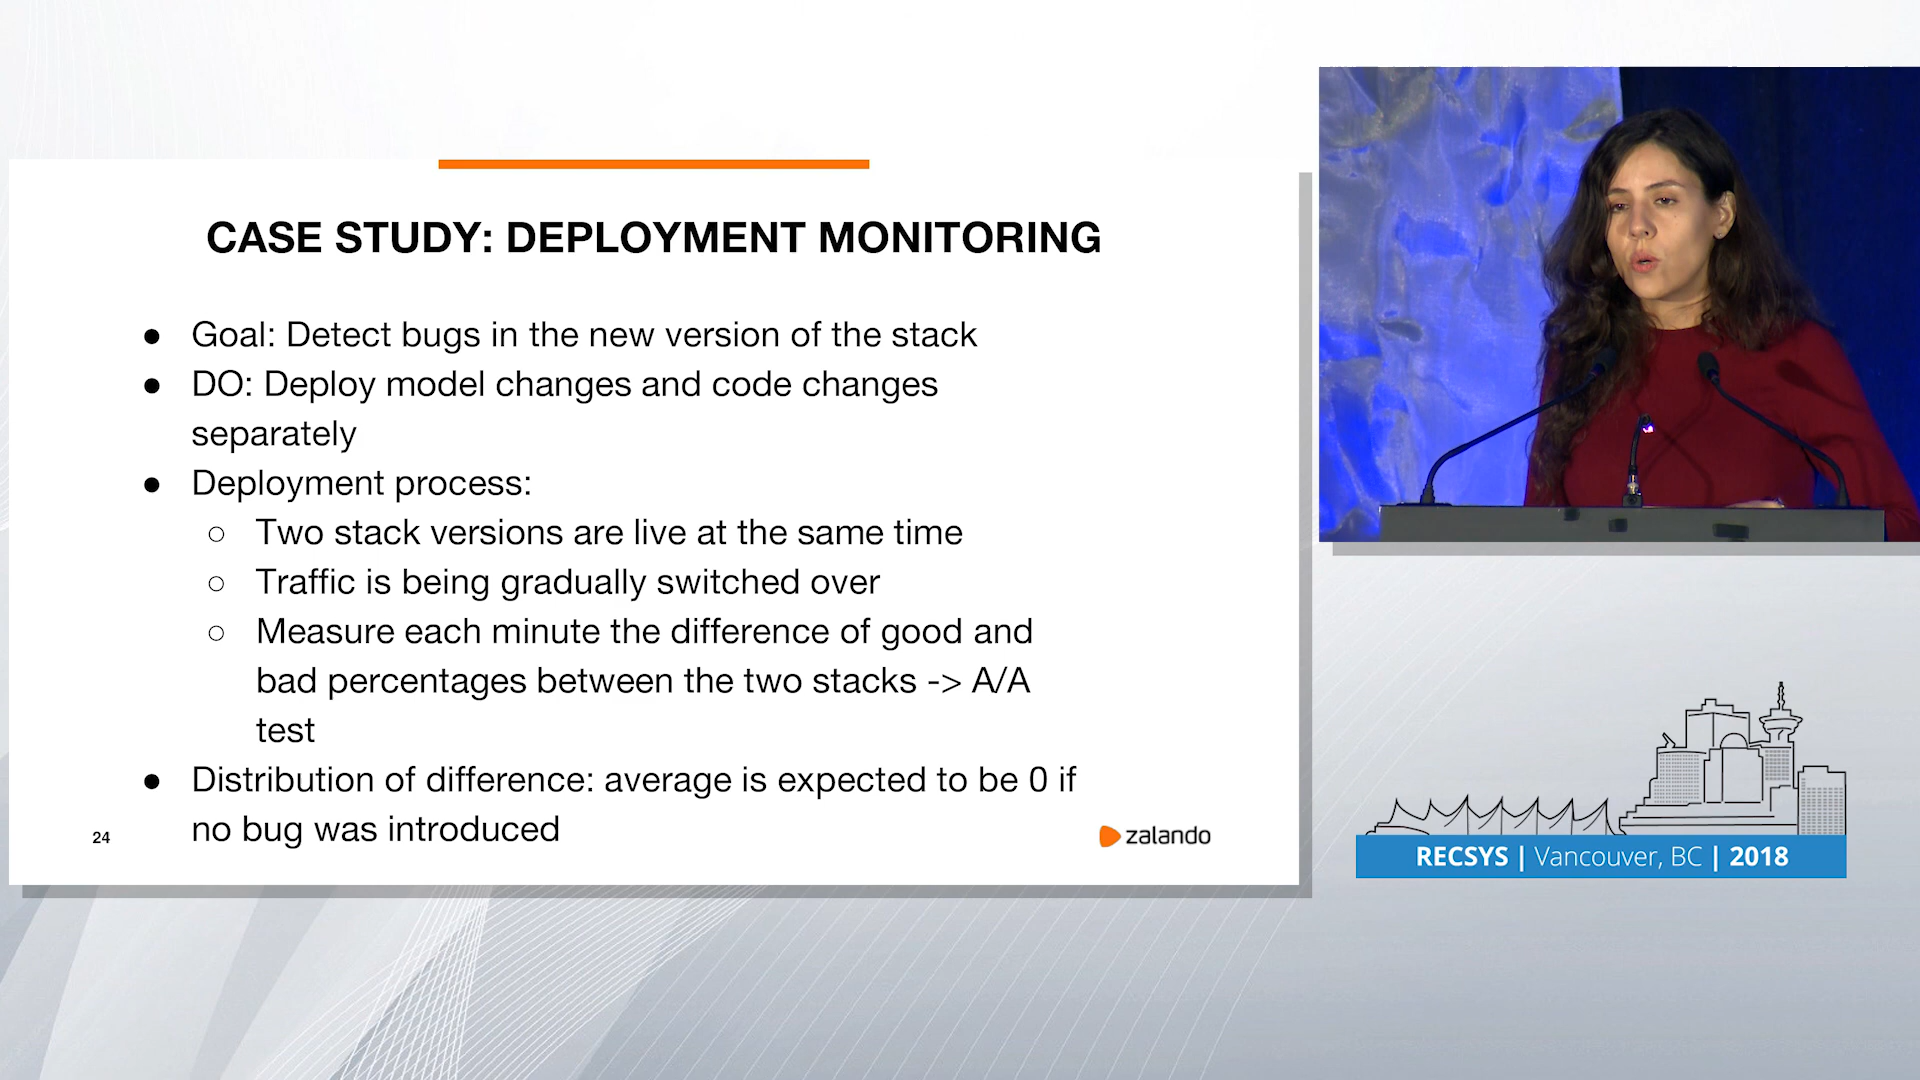 CASE STUDY: DEPLOYMENT MONITORING
● Goal: Detect bugs in the new version of the stack
● DO: Deploy model changes and code changes
separately
● Deployment process:
○ Two stack versions are live at the same time
○ Traffic is being gradually switched over
○ Measure each minute the difference of good and
bad percentages between the two stacks -> A/A
test
● Distribution of difference: average is expected to be 0 if
no bug was introduced
24
zalando
RECSYS | Vancouver, BC | 2018